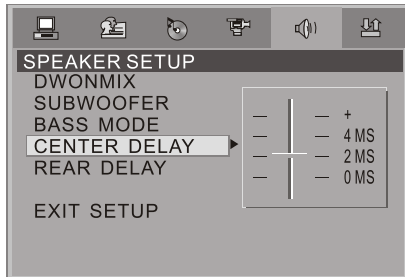 SPEAKER SETUP
DWONMIX
SUBWOOFER
BASS MODE
CENTER DELAY
REAR DELAY
EXIT SETUP
+
4 MS
2 MS
0 MS